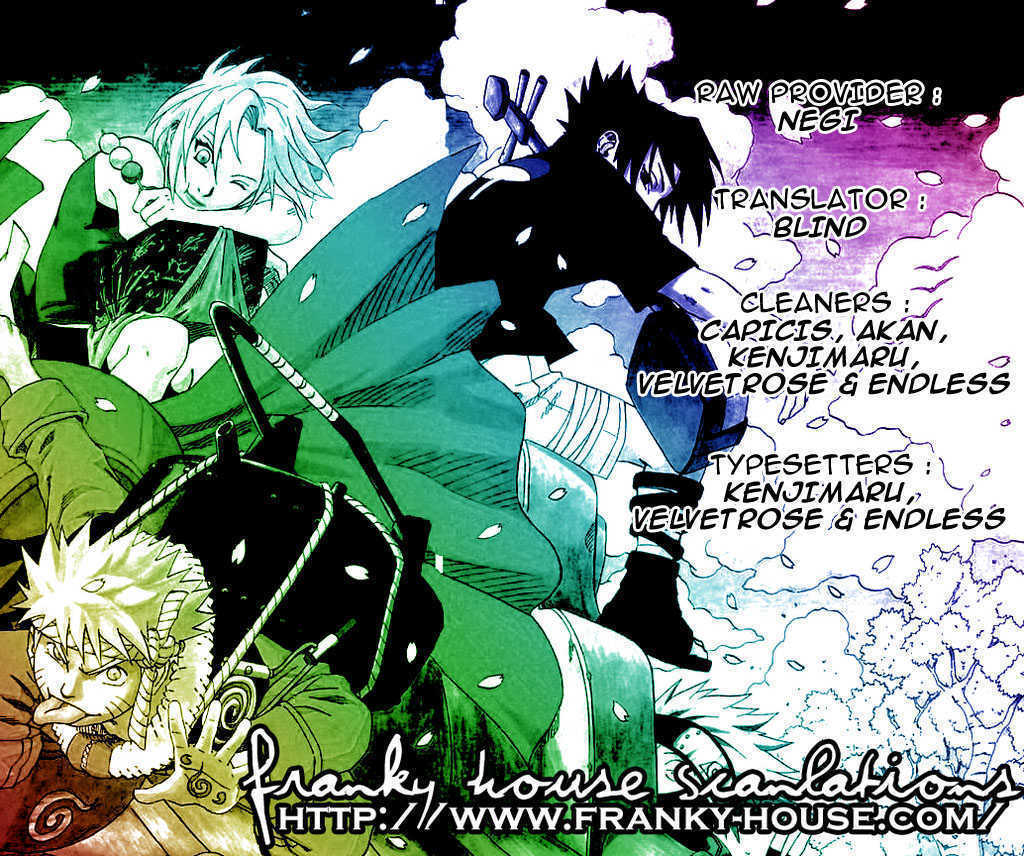 RAW PROVIDER :
NEGI
TRANSLATOR :
BLIND
CLEANERS :
CAPICIS, AKAN,
KENJIMARU,
VELVETROSE & ENDLESS
TYPESETTERS :
KENJIMARU,
VELVETROSE & ENDLESS
franky house scanlations
HTTP://WWW.FRANKY-HOUSE.COM/